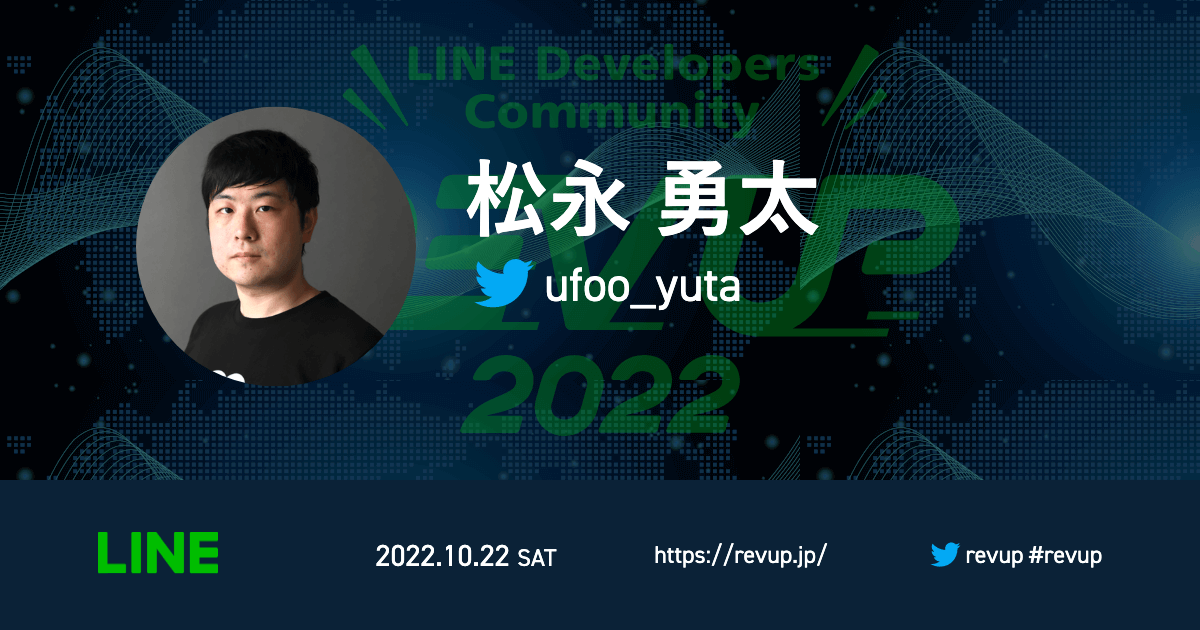 LINE Developers
Community
REVUP
2022
松永 勇太
ufoo_yuta
LINE
2022.10.22 SAT
https://revup.jp/
revup #revup